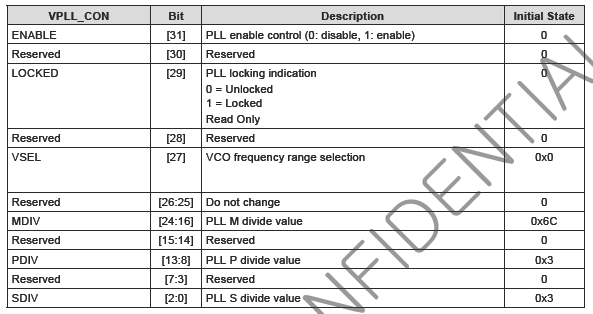 VPLL_CON Bit Description Initial State
ENABLE [31] PLL enable control (0: disable, 1: enable) 0
Reserved [30] Reserved 0
LOCKED [29] PLL locking indication 0
0 = Unlocked
1 = Locked
Read Only
Reserved [28] Reserved 0
VSEL [27] VCO frequency range selection 0x0
Reserved [26:25] Do not change 0
MDIV [24:16] PLL M divide value 0x6C
Reserved [15:14] Reserved 0
PDIV [13:8] PLL P divide value 0x3
Reserved [7:3] Reserved 0
SDIV [2:0] PLL S divide value 0x3
NFIDENTIAL